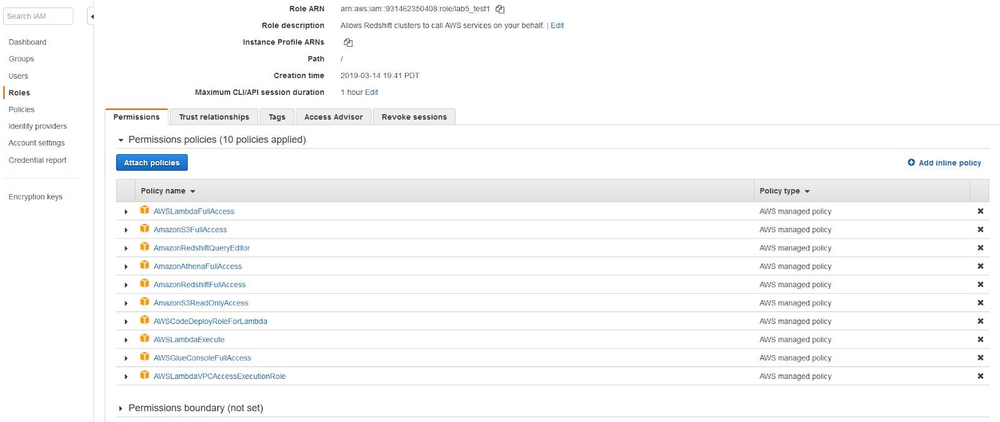 Search IAM
Dashboard
Groups
Users
Roles
Policies
Identity providers
Account settings
Credential report
Encryption keys
Role ARN arn:aws:iam::931462350408:role/lab5_test1
Role description Allows Redshift clusters to call AWS services on your behalf. | Edit
Instance Profile ARNs
Path /
Creation time 2019-03-14 19:41 PDT
Maximum CLI/API session duration 1 hour Edit
Permissions Trust relationships Tags Access Advisor Revoke sessions
Permissions policies (10 policies applied)
Attach policies Add inline policy
Policy name Policy type
AWSLambdaFullAccess AWS managed policy
AmazonS3FullAccess AWS managed policy
AmazonRedshiftQueryEditor AWS managed policy
AmazonAthenaFullAccess AWS managed policy
AmazonRedshiftFullAccess AWS managed policy
AmazonS3ReadOnlyAccess AWS managed policy
AWSCodeDeployRoleForLambda AWS managed policy
AWSLambdaExecute AWS managed policy
AWSGlueConsoleFullAccess AWS managed policy
AWSLambdaVPCAccessExecutionRole AWS managed policy
Permissions boundary (not set)